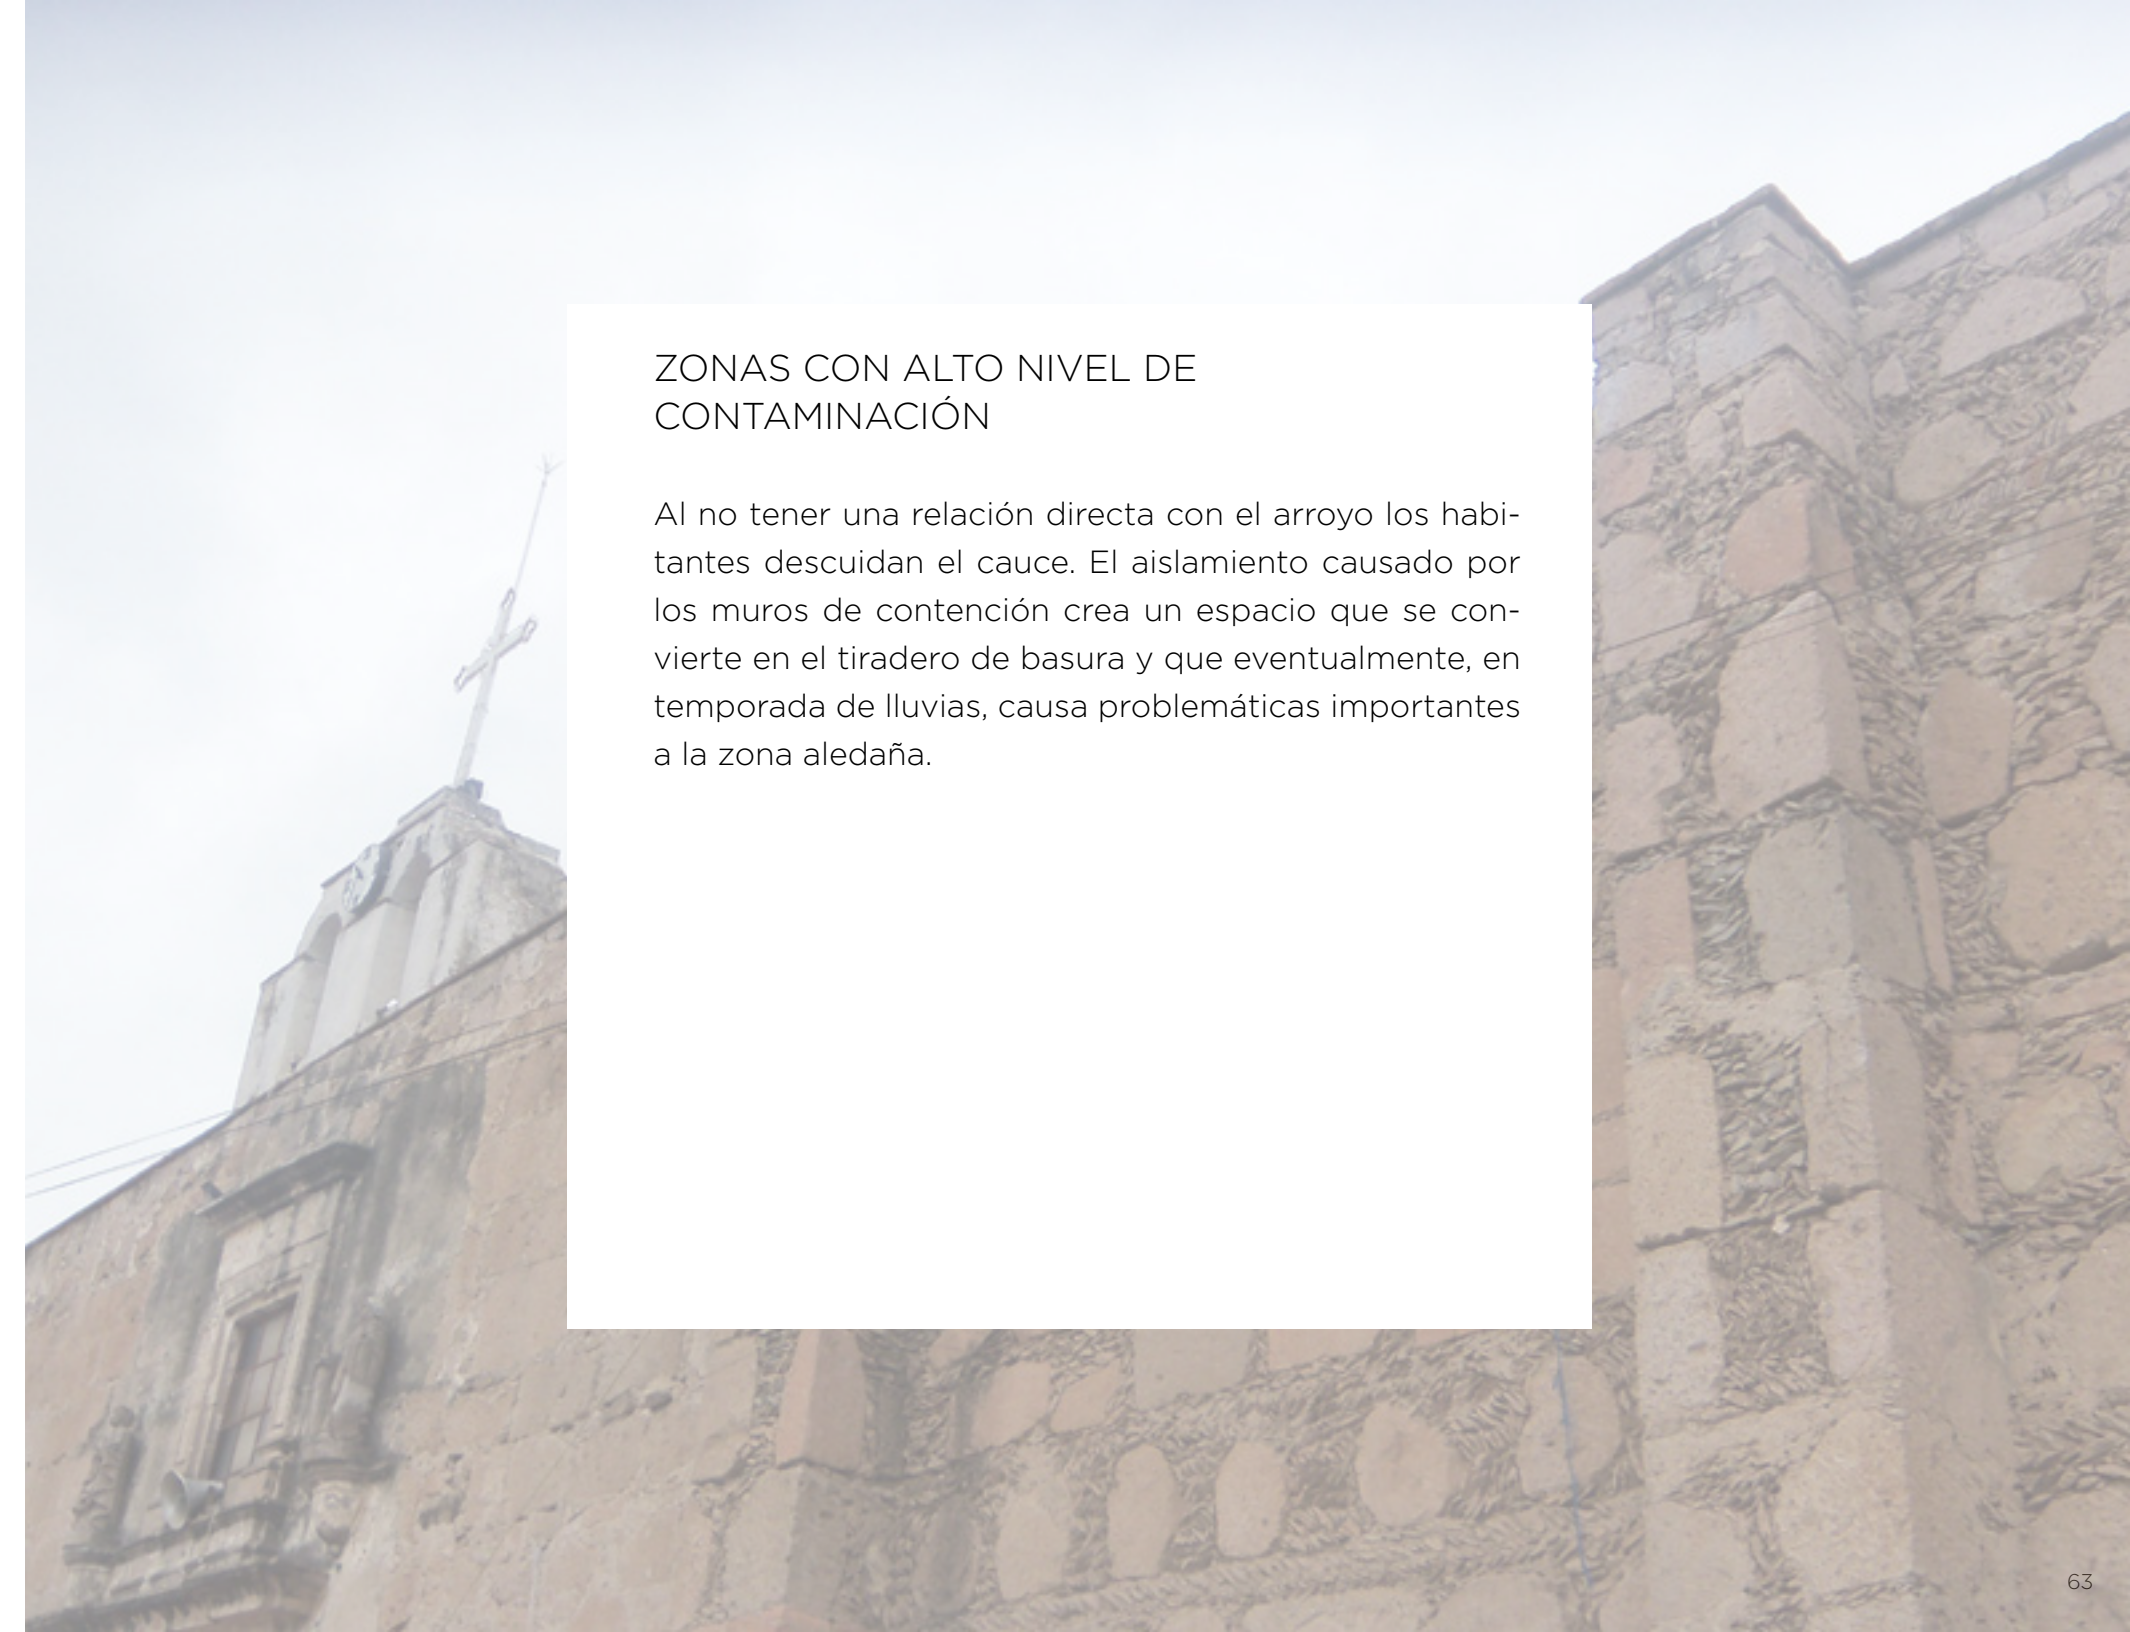 ZONAS CON ALTO NIVEL DE
CONTAMINACIÓN
Al no tener una relación directa con el arroyo los habi-
tantes descuidan el cauce. El aislamiento causado por
los muros de contención crea un espacio que se con-
vierte en el tiradero de basura y que eventualmente, en
temporada de lluvias, causa problemáticas importantes
a la zona aledaña.
63